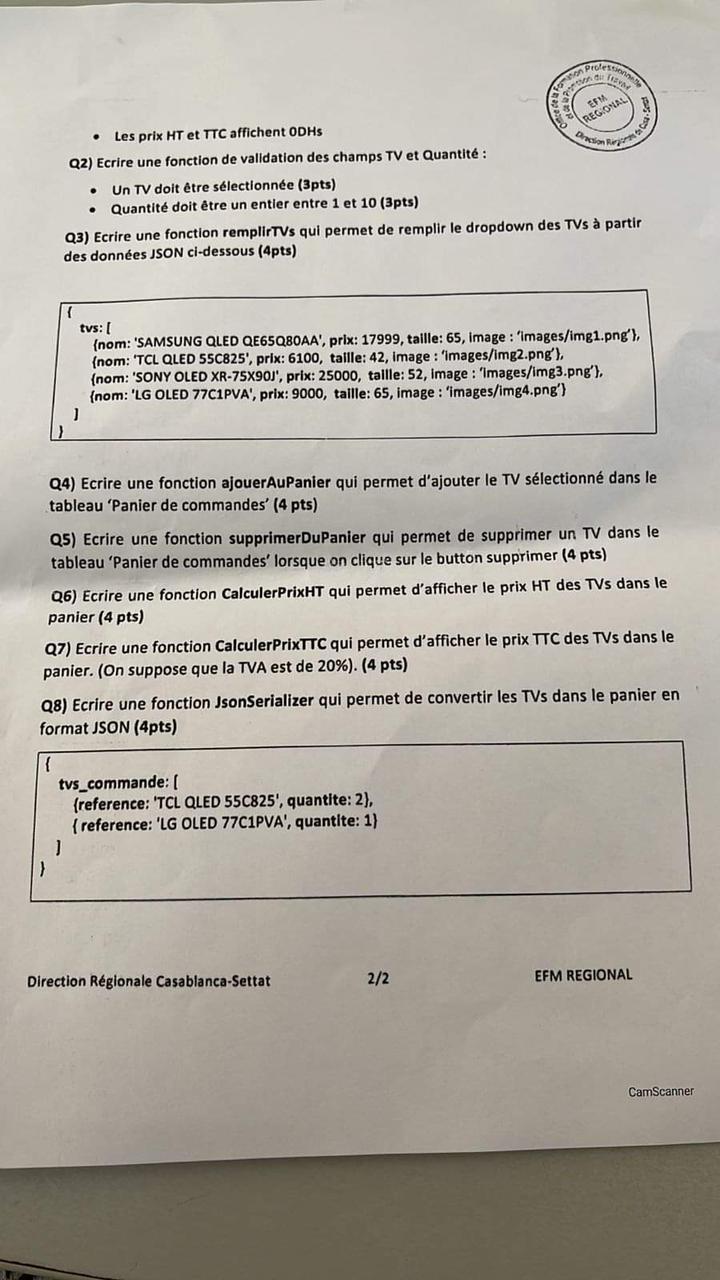 Office de la Formation Professionnelle
et de la Promotion du Travail
EFM
REGIONAL
Direction Régionale de Casa - Settat
• Les prix HT et TTC affichent 0DHs
Q2) Ecrire une fonction de validation des champs TV et Quantité :
• Un TV doit être sélectionnée (3pts)
• Quantité doit être un entier entre 1 et 10 (3pts)
Q3) Ecrire une fonction remplirTVs qui permet de remplir le dropdown des TVs à partir
des données JSON ci-dessous (4pts)
{
tvs: [
{nom: 'SAMSUNG QLED QE65Q80AA', prix: 17999, taille: 65, image : 'images/img1.png'},
{nom: 'TCL QLED 55C825', prix: 6100, taille: 42, image : 'images/img2.png'},
{nom: 'SONY OLED XR-75X90J', prix: 25000, taille: 52, image : 'images/img3.png'},
{nom: 'LG OLED 77C1PVA', prix: 9000, taille: 65, image : 'images/img4.png'}
]
}
Q4) Ecrire une fonction ajouerAuPanier qui permet d'ajouter le TV sélectionné dans le
tableau 'Panier de commandes' (4 pts)
Q5) Ecrire une fonction supprimerDuPanier qui permet de supprimer un TV dans le
tableau 'Panier de commandes' lorsque on clique sur le button supprimer (4 pts)
Q6) Ecrire une fonction CalculerPrixHT qui permet d'afficher le prix HT des TVs dans le
panier (4 pts)
Q7) Ecrire une fonction CalculerPrixTTC qui permet d'afficher le prix TTC des TVs dans le
panier. (On suppose que la TVA est de 20%). (4 pts)
Q8) Ecrire une fonction JsonSerializer qui permet de convertir les TVs dans le panier en
format JSON (4pts)
{
tvs_commande: [
{reference: 'TCL QLED 55C825', quantite: 2},
{ reference: 'LG OLED 77C1PVA', quantite: 1}
]
}
Direction Régionale Casablanca-Settat 2/2 EFM REGIONAL
CamScanner